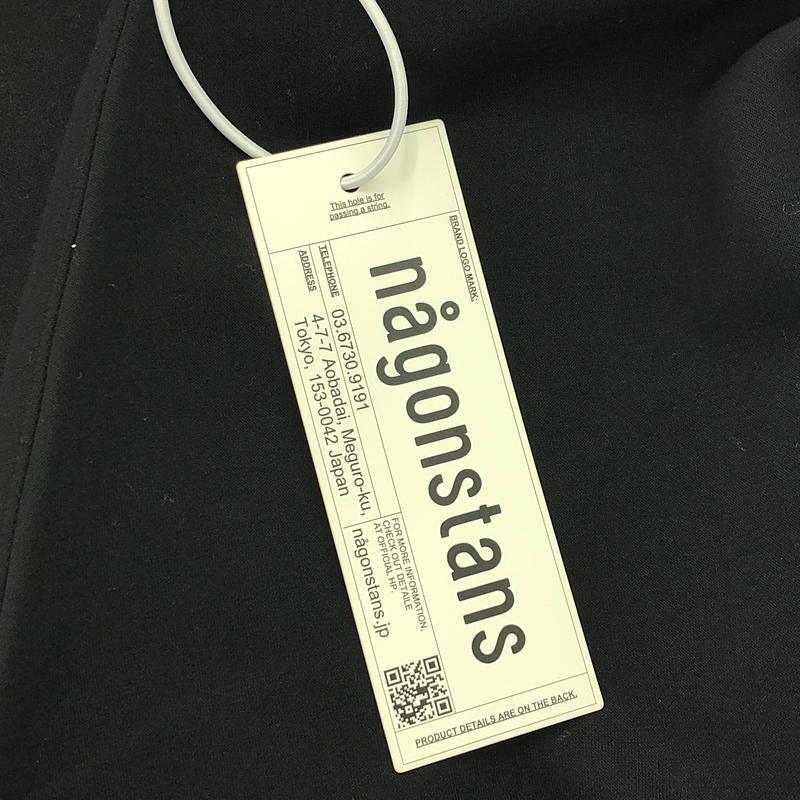 This hole is for
passing a string.
BRAND LOGO MARK:
någonstans
TELEPHONE
03.6730.9191
ADDRESS
4-7-7 Aobadai, Meguro-ku,
Tokyo, 153-0042 Japan
FOR MORE INFORMATION,
CHECK OUT DETAILE
AT OFFICIAL HP.
någonstans.jp
PRODUCT DETAILS ARE ON THE BACK.